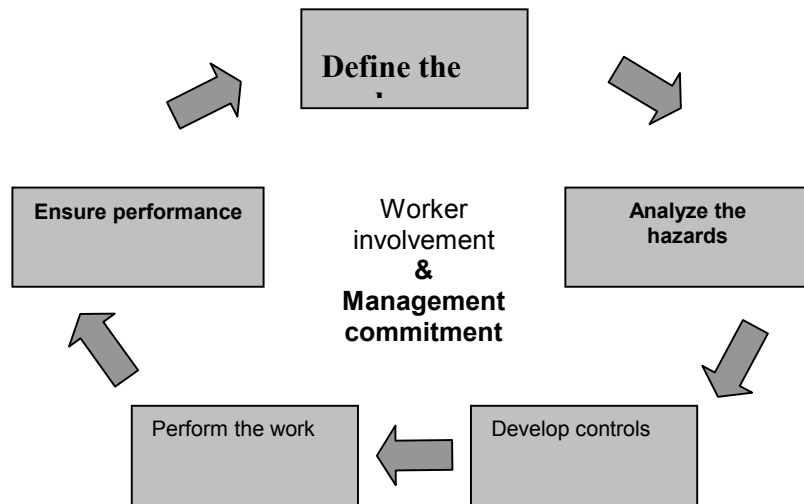 Define the
Analyze the
hazards
Develop controls
Perform the work
Ensure performance
Worker
involvement
&
Management
commitment